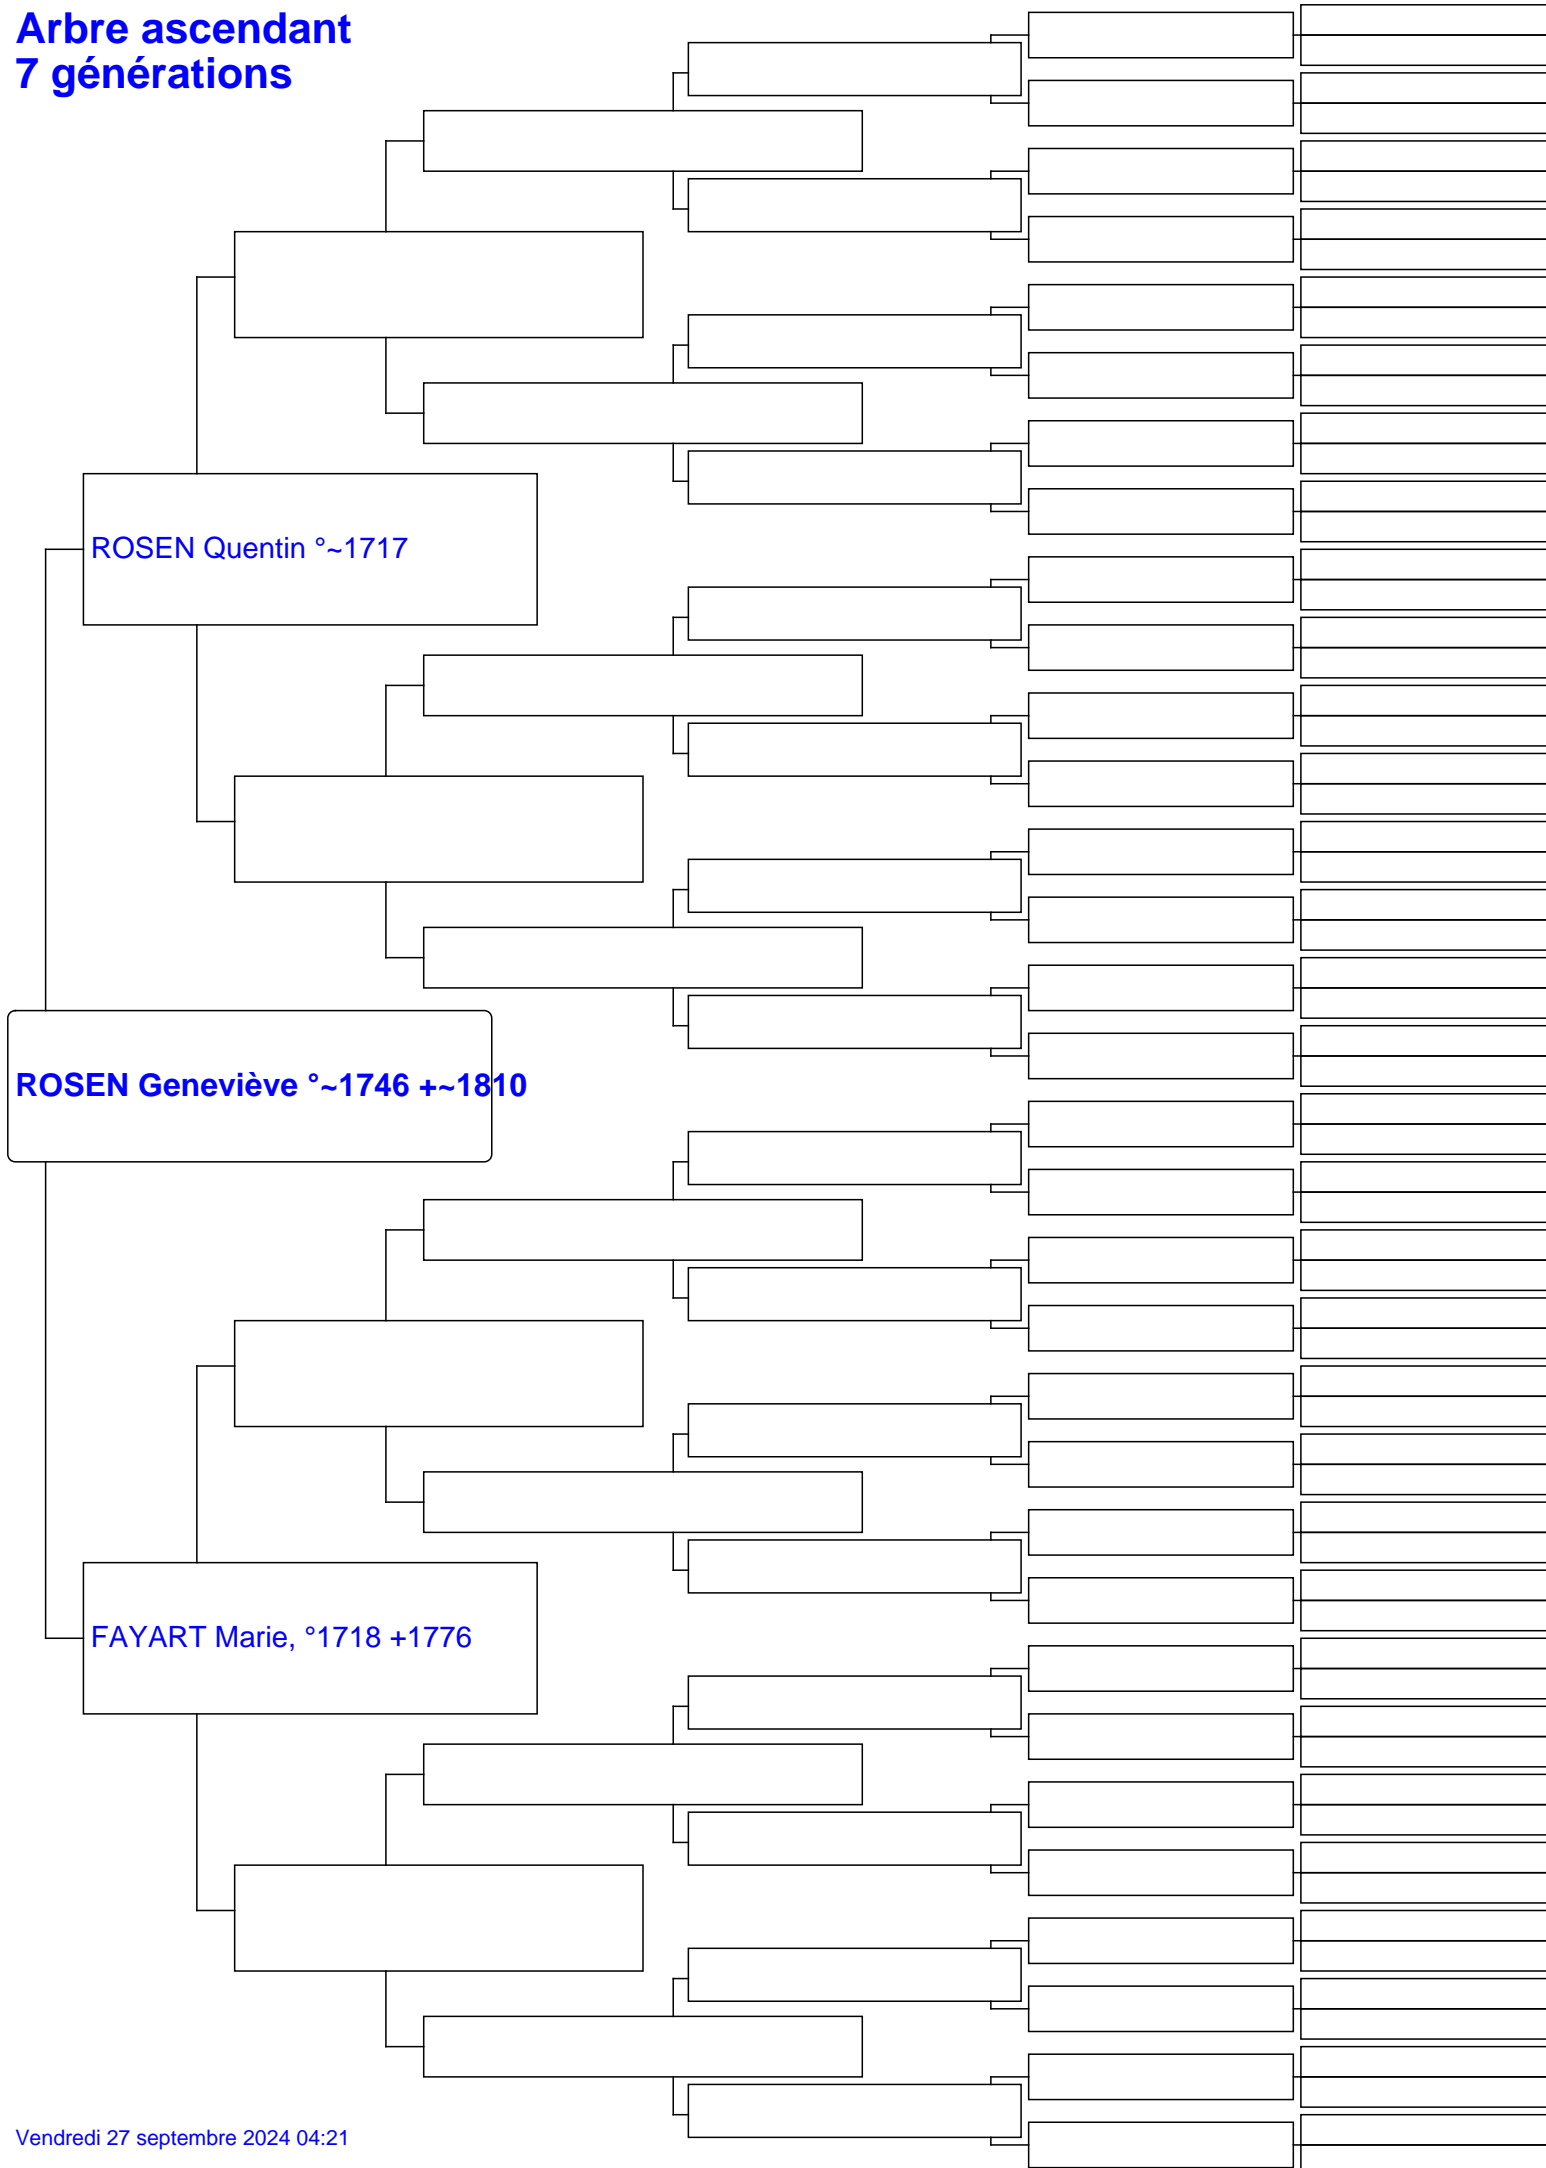 Arbre ascendant
7 générations
ROSEN Quentin °~1717
ROSEN Geneviève °~1746 +~1810
FAYART Marie, °1718 +1776
Vendredi 27 septembre 2024 04:21